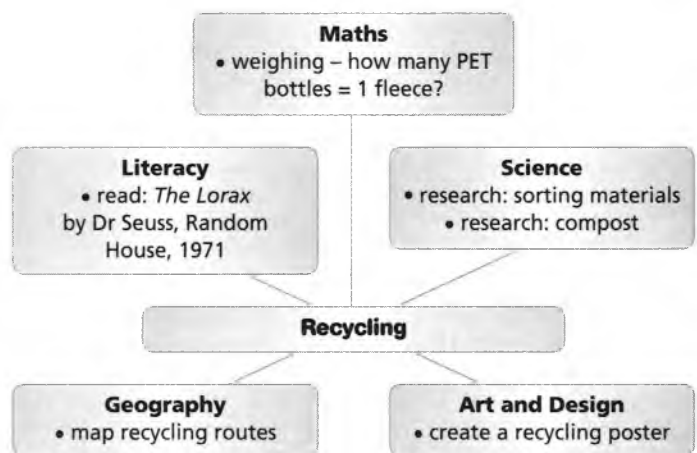 Maths
• weighing – how many PET
bottles = 1 fleece?
Literacy
• read: The Lorax
by Dr Seuss, Random
House, 1971
Science
• research: sorting materials
• research: compost
Recycling
Geography
• map recycling routes
Art and Design
• create a recycling poster